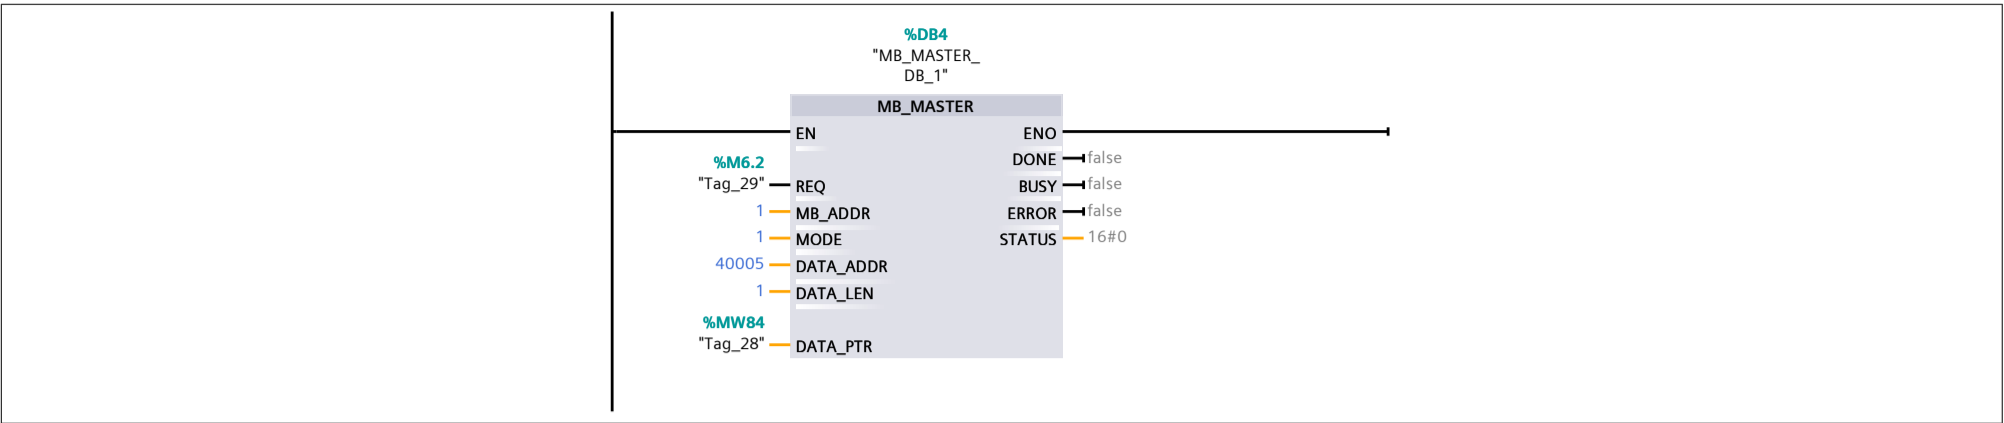 %DB4
"MB_MASTER_
DB_1"
MB_MASTER
EN ENO
DONE false
%M6.2
"Tag_29" REQ BUSY false
1 MB_ADDR ERROR false
1 MODE STATUS 16#0
40005 DATA_ADDR
1 DATA_LEN
%MW84
"Tag_28" DATA_PTR